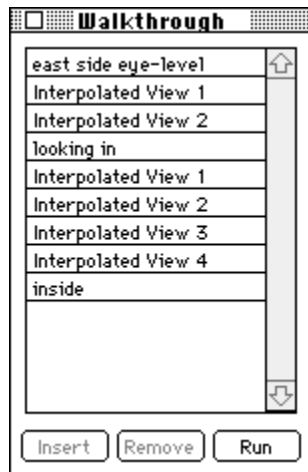 Walkthrough
east side eye-level
Interpolated View 1
Interpolated View 2
looking in
Interpolated View 1
Interpolated View 2
Interpolated View 3
Interpolated View 4
inside
Insert Remove Run